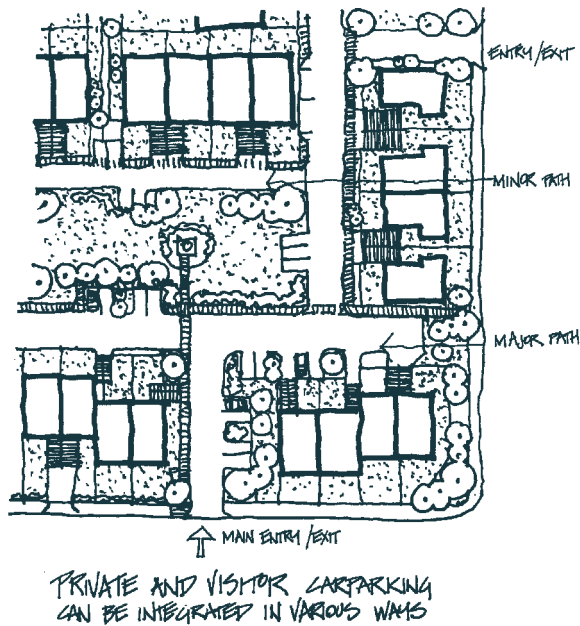 ENTRY/EXIT
MINOR PATH
MAJOR PATH
MAIN ENTRY/EXIT
PRIVATE AND VISITOR CARPARKING
CAN BE INTEGRATED IN VARIOUS WAYS